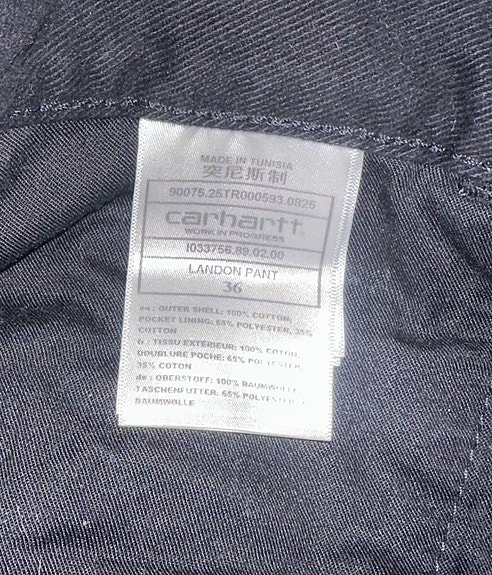 MADE IN TUNISIA
突尼斯制
90075.25TR000593.0825
carhartt
WORK IN PROGRESS
I033756.89.02.00
LANDON PANT
36
en : OUTER SHELL: 100% COTTON;
POCKET LINING: 65% POLYESTER, 35%
COTTON
fr : TISSU EXTÉRIEUR: 100% COTON
DOUBLURE POCHE: 65% POLYESTER,
35% COTON
de : OBERSTOFF: 100% BAUMWOLLE
TASCHENFUTTER: 65% POLYESTER,
BAUMWOLLE